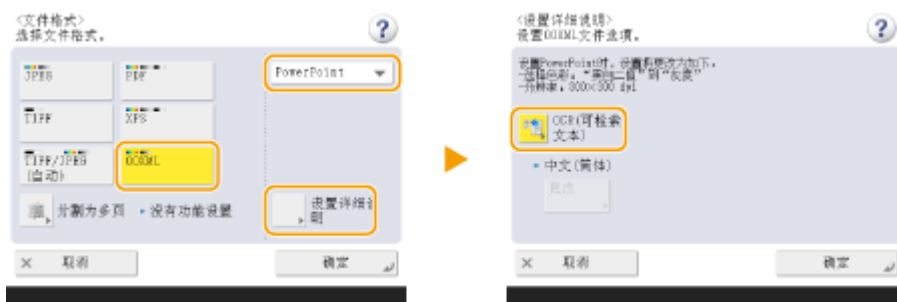 <文件格式>
选择文件格式。
JPEG
PDF
PowerPoint
TIFF
XPS
TIFF/JPEG
(自动)
OOXML
分割为多页
没有功能设置
设置详细说
明
取消
确定
<设置详细说明>
设置OOXML文件选项。
设置PowerPoint时，设置将更改为如下。
-选择色彩："黑白二值"到"灰度"
-分辨率：300×300 dpi
OCR(可检索
文本)
中文(简体)
更改
取消
确定